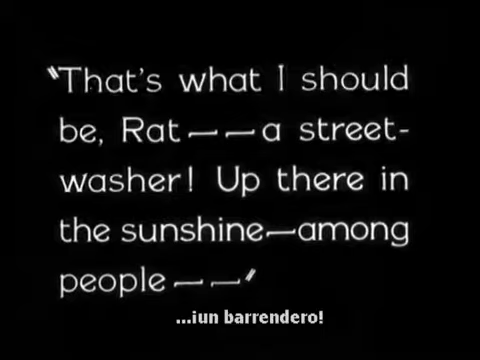 "That's what I should
be, Rat — — a street-
washer! Up there in
the sunshine—among
people — —"
...¡un barrendero!